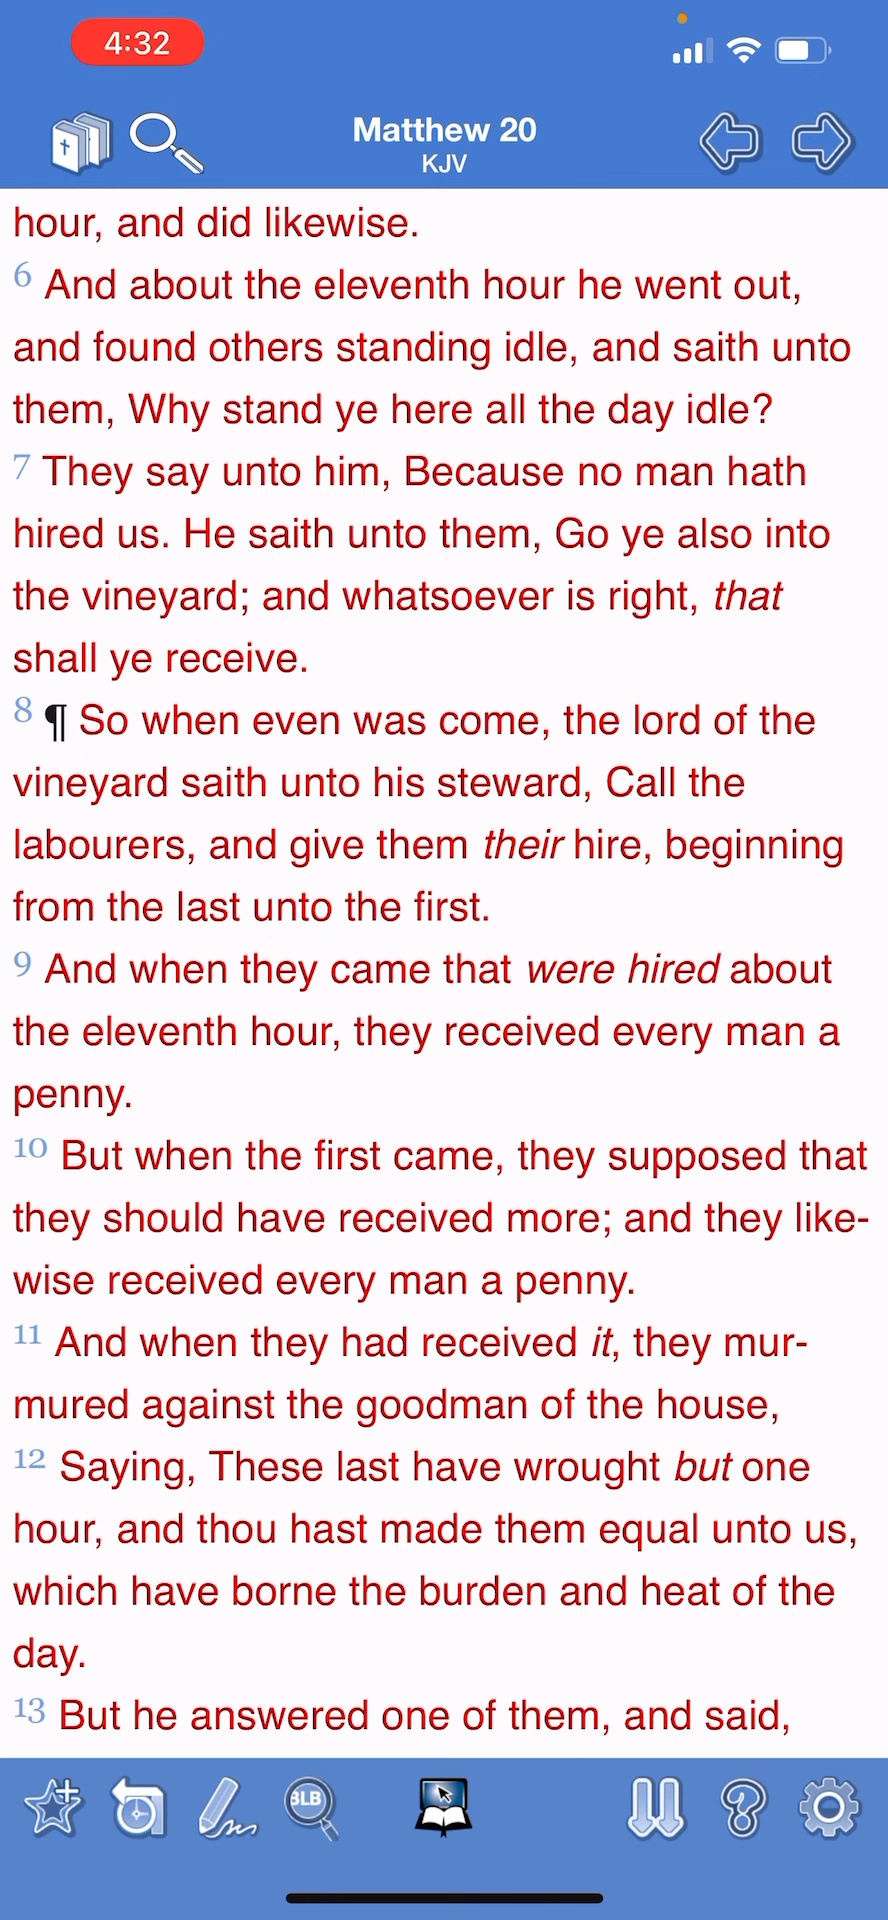 4:32
Matthew 20
KJV
hour, and did likewise.
6 And about the eleventh hour he went out,
and found others standing idle, and saith unto
them, Why stand ye here all the day idle?
7 They say unto him, Because no man hath
hired us. He saith unto them, Go ye also into
the vineyard; and whatsoever is right, that
shall ye receive.
8 ¶ So when even was come, the lord of the
vineyard saith unto his steward, Call the
labourers, and give them their hire, beginning
from the last unto the first.
9 And when they came that were hired about
the eleventh hour, they received every man a
penny.
10 But when the first came, they supposed that
they should have received more; and they like-
wise received every man a penny.
11 And when they had received it, they mur-
mured against the goodman of the house,
12 Saying, These last have wrought but one
hour, and thou hast made them equal unto us,
which have borne the burden and heat of the
day.
13 But he answered one of them, and said,
BLB